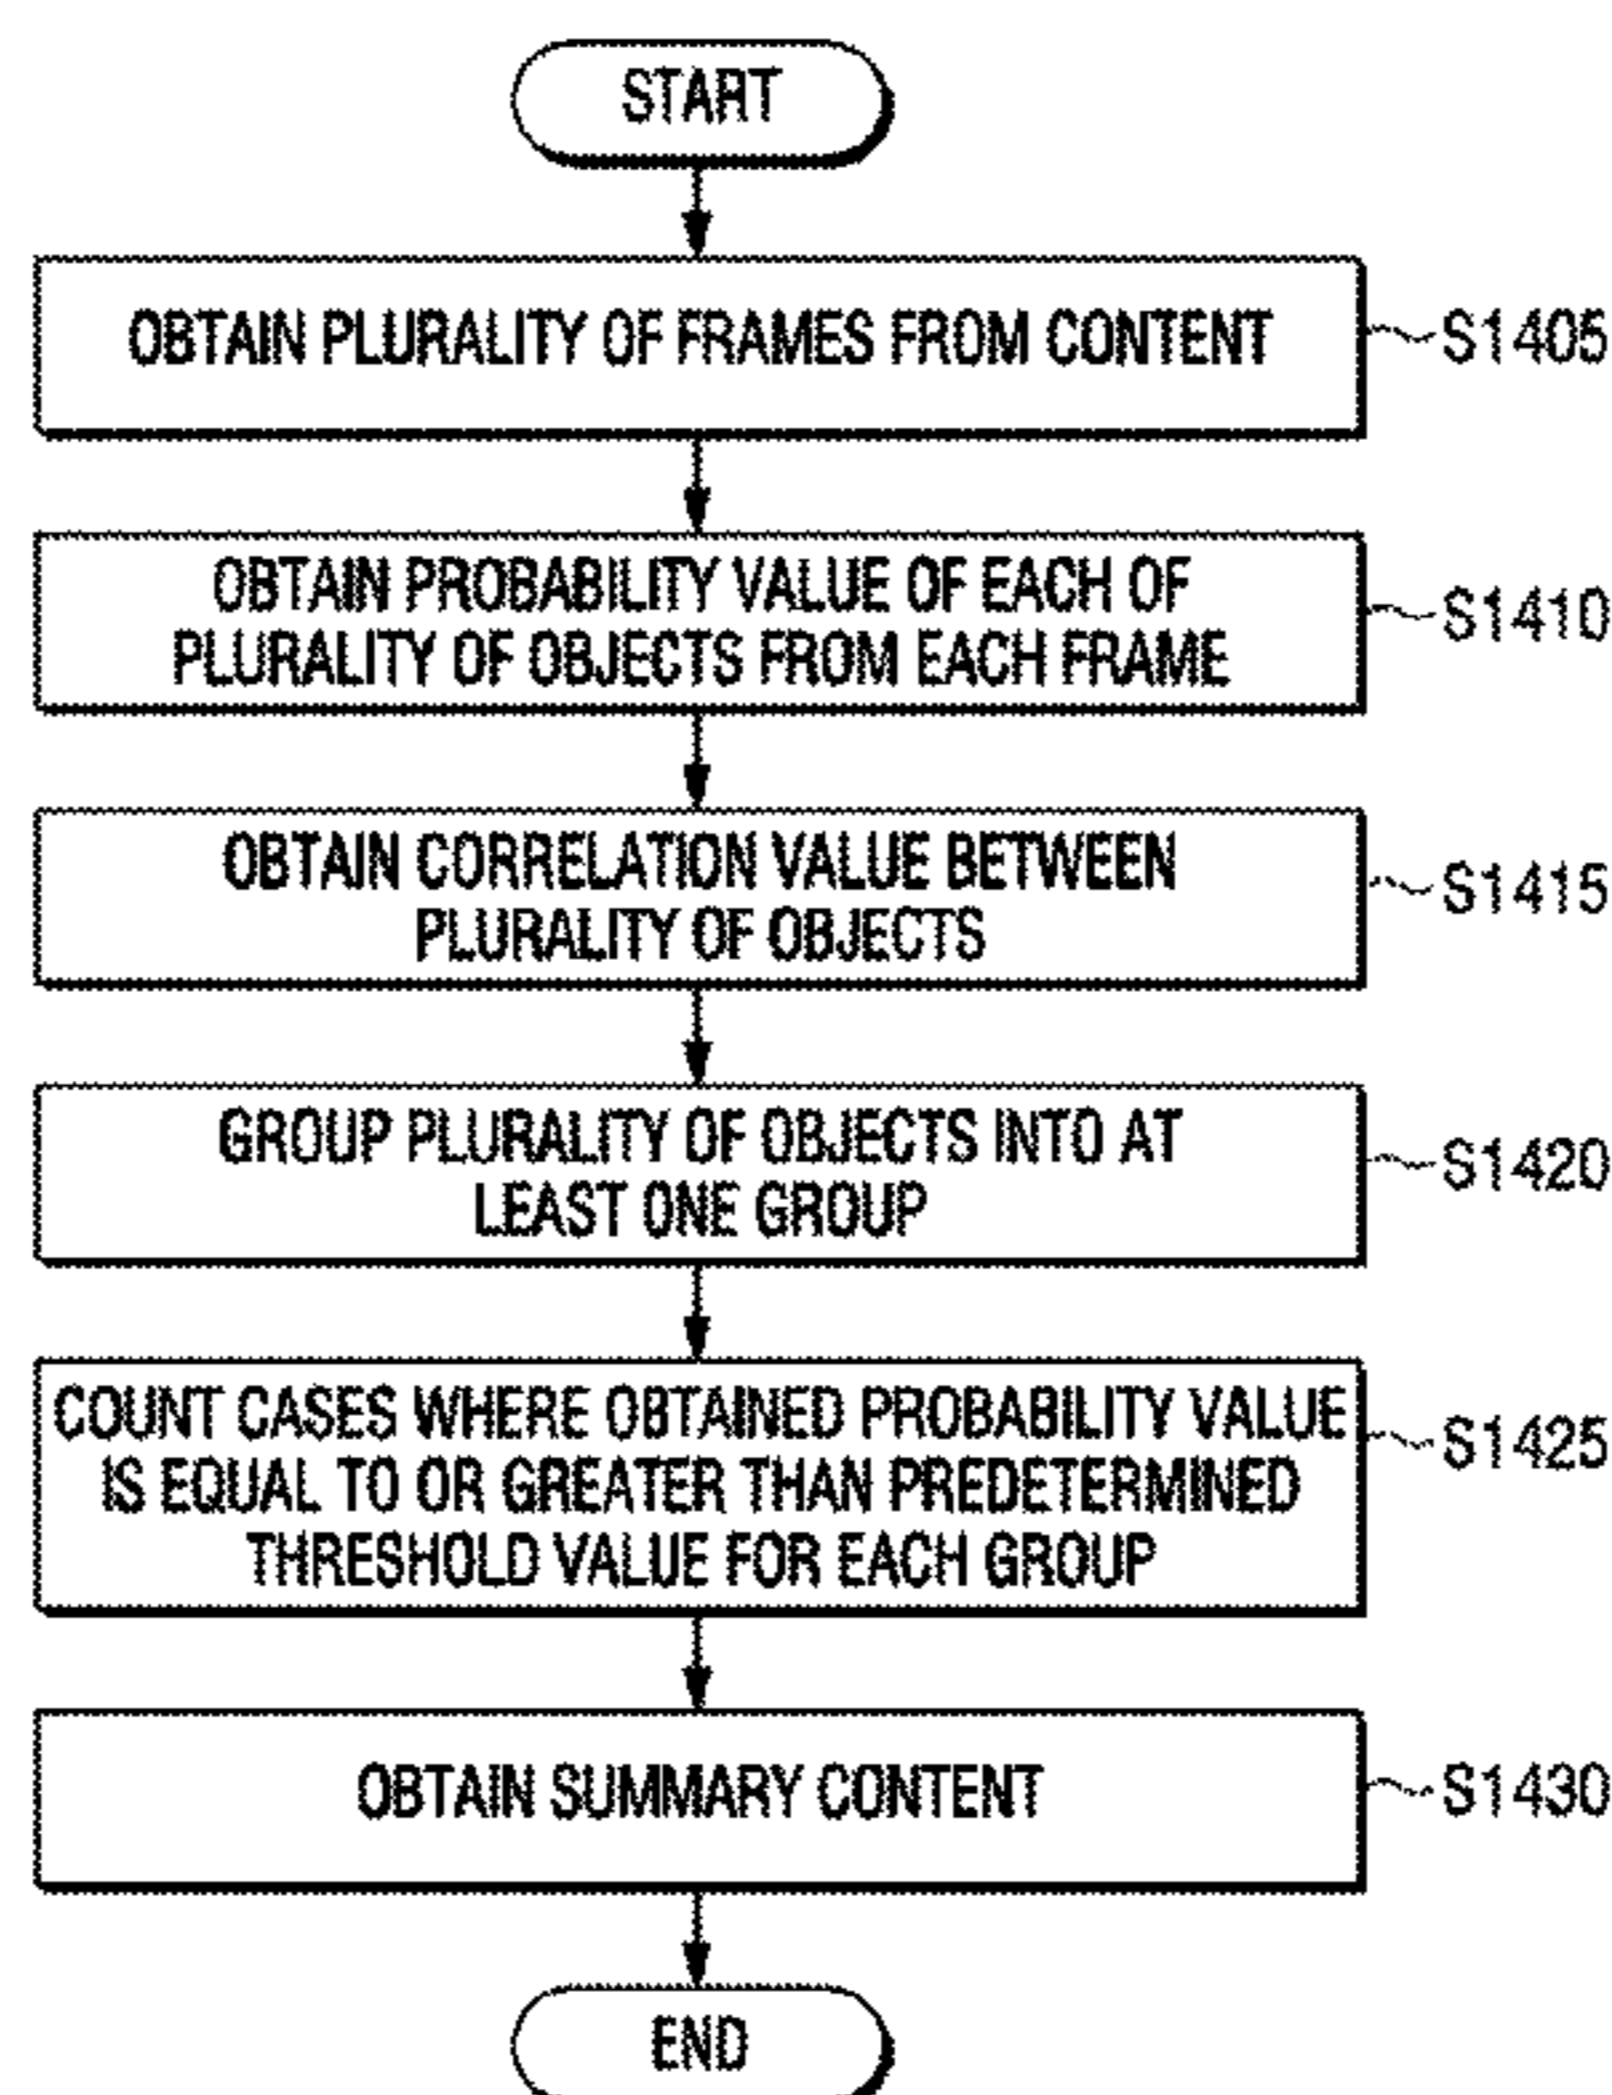 START
OBTAIN PLURALITY OF FRAMES FROM CONTENT
S1405
OBTAIN PROBABILITY VALUE OF EACH OF
PLURALITY OF OBJECTS FROM EACH FRAME
S1410
OBTAIN CORRELATION VALUE BETWEEN
PLURALITY OF OBJECTS
S1415
GROUP PLURALITY OF OBJECTS INTO AT
LEAST ONE GROUP
S1420
COUNT CASES WHERE OBTAINED PROBABILITY VALUE
IS EQUAL TO OR GREATER THAN PREDETERMINED
THRESHOLD VALUE FOR EACH GROUP
S1425
OBTAIN SUMMARY CONTENT
S1430
END